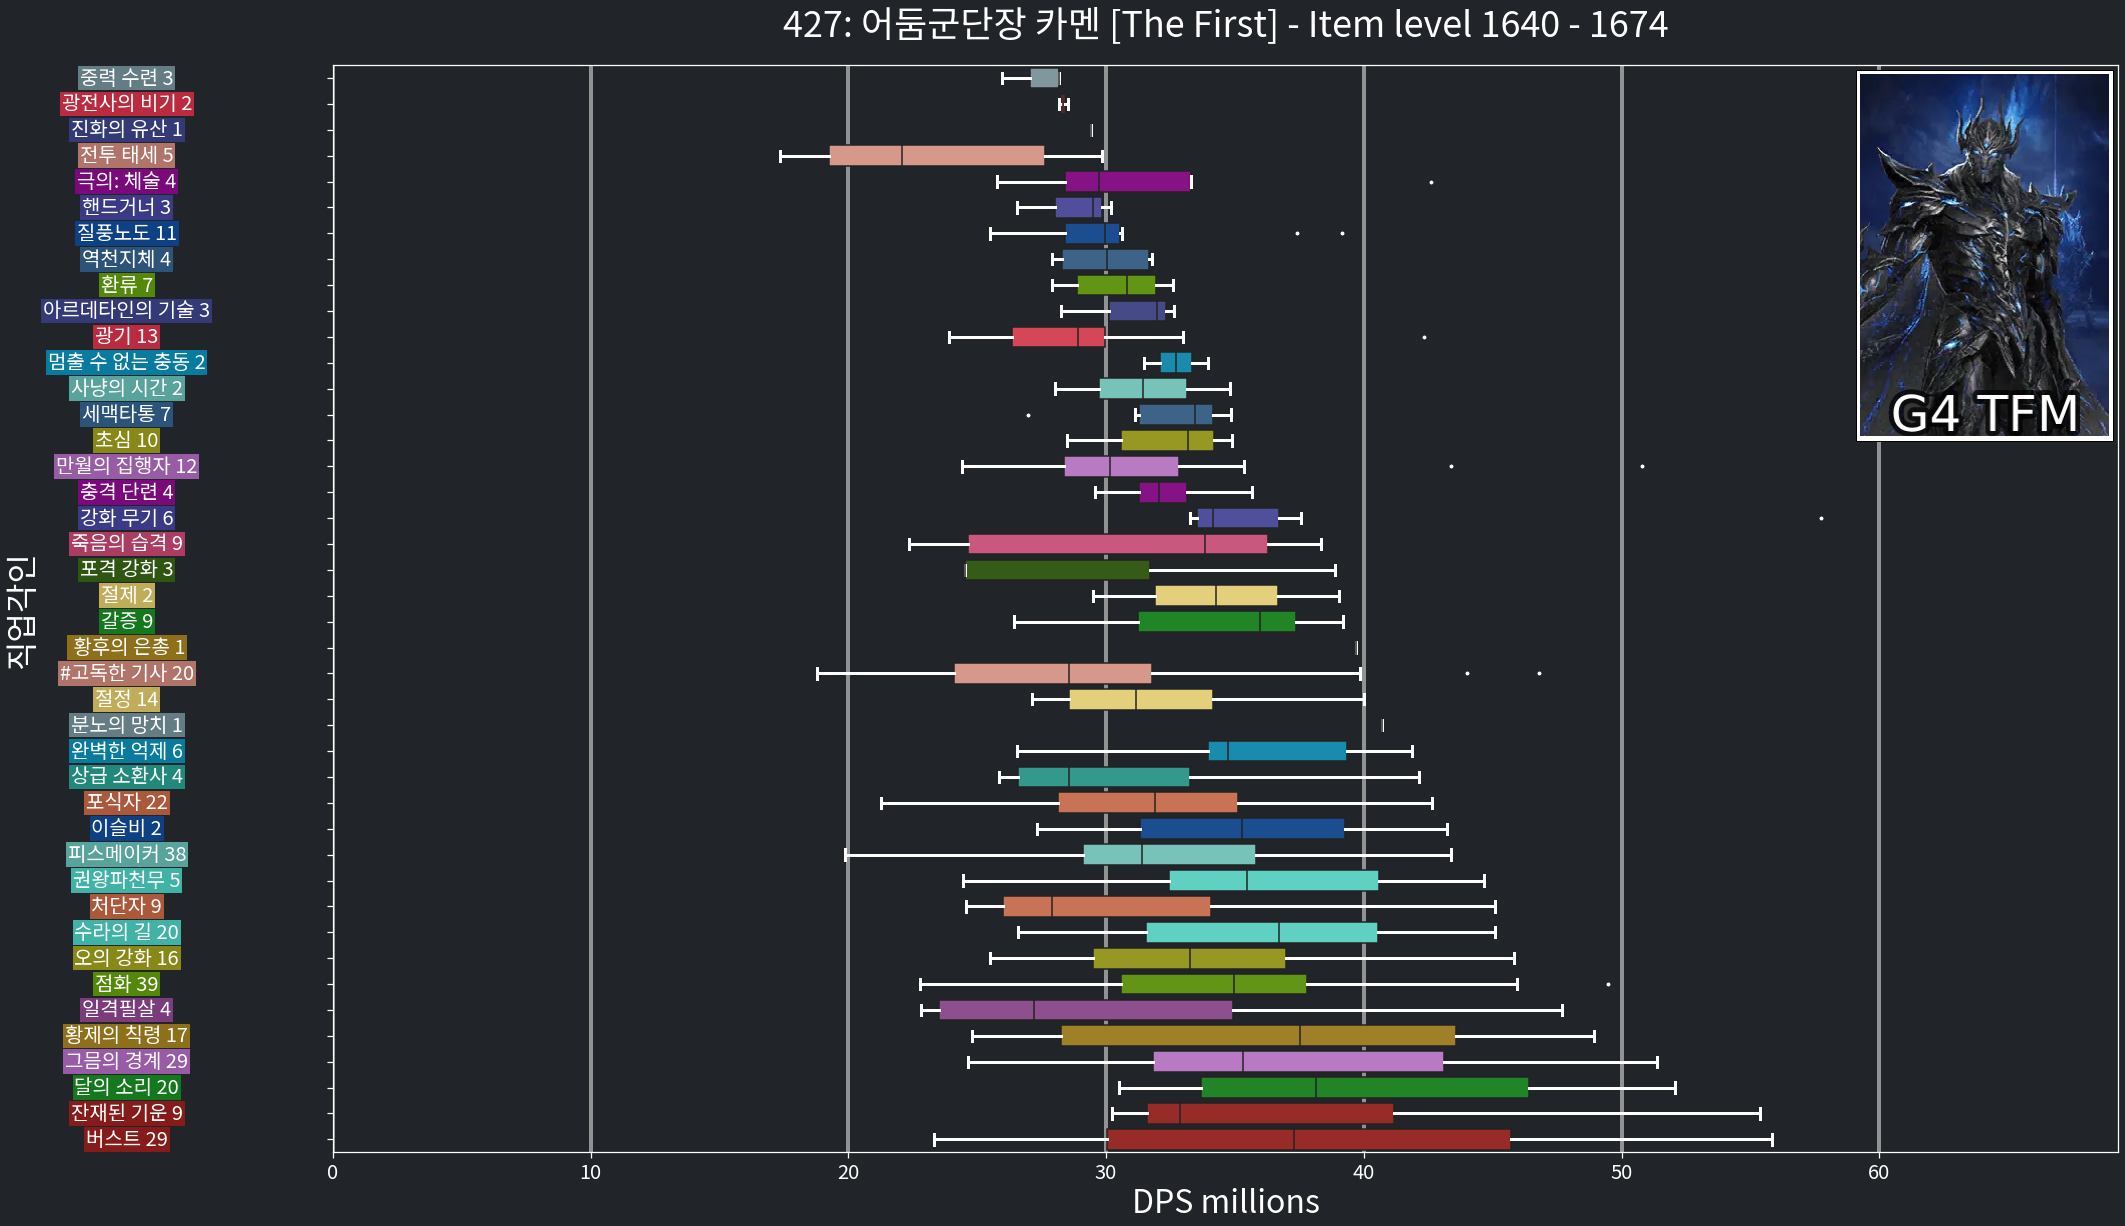 427: 어둠군단장 카멘 [The First] - Item level 1640 - 1674
중력 수련 3
광전사의 비기 2
진화의 유산 1
전투 태세 5
극의: 체술 4
핸드거너 3
질풍노도 11
역천지체 4
환류 7
아르데타인의 기술 3
광기 13
멈출 수 없는 충동 2
사냥의 시간 2
세맥타통 7
초심 10
만월의 집행자 12
충격 단련 4
강화 무기 6
죽음의 습격 9
포격 강화 3
절제 2
갈증 9
황후의 은총 1
#고독한 기사 20
절정 14
분노의 망치 1
완벽한 억제 6
상급 소환사 4
포식자 22
이슬비 2
피스메이커 38
권왕파천무 5
처단자 9
수라의 길 20
오의 강화 16
점화 39
일격필살 4
황제의 칙령 17
그믐의 경계 29
달의 소리 20
잔재된 기운 9
버스트 29
직업각인
G4 TFM
0 10 20 30 40 50 60
DPS millions